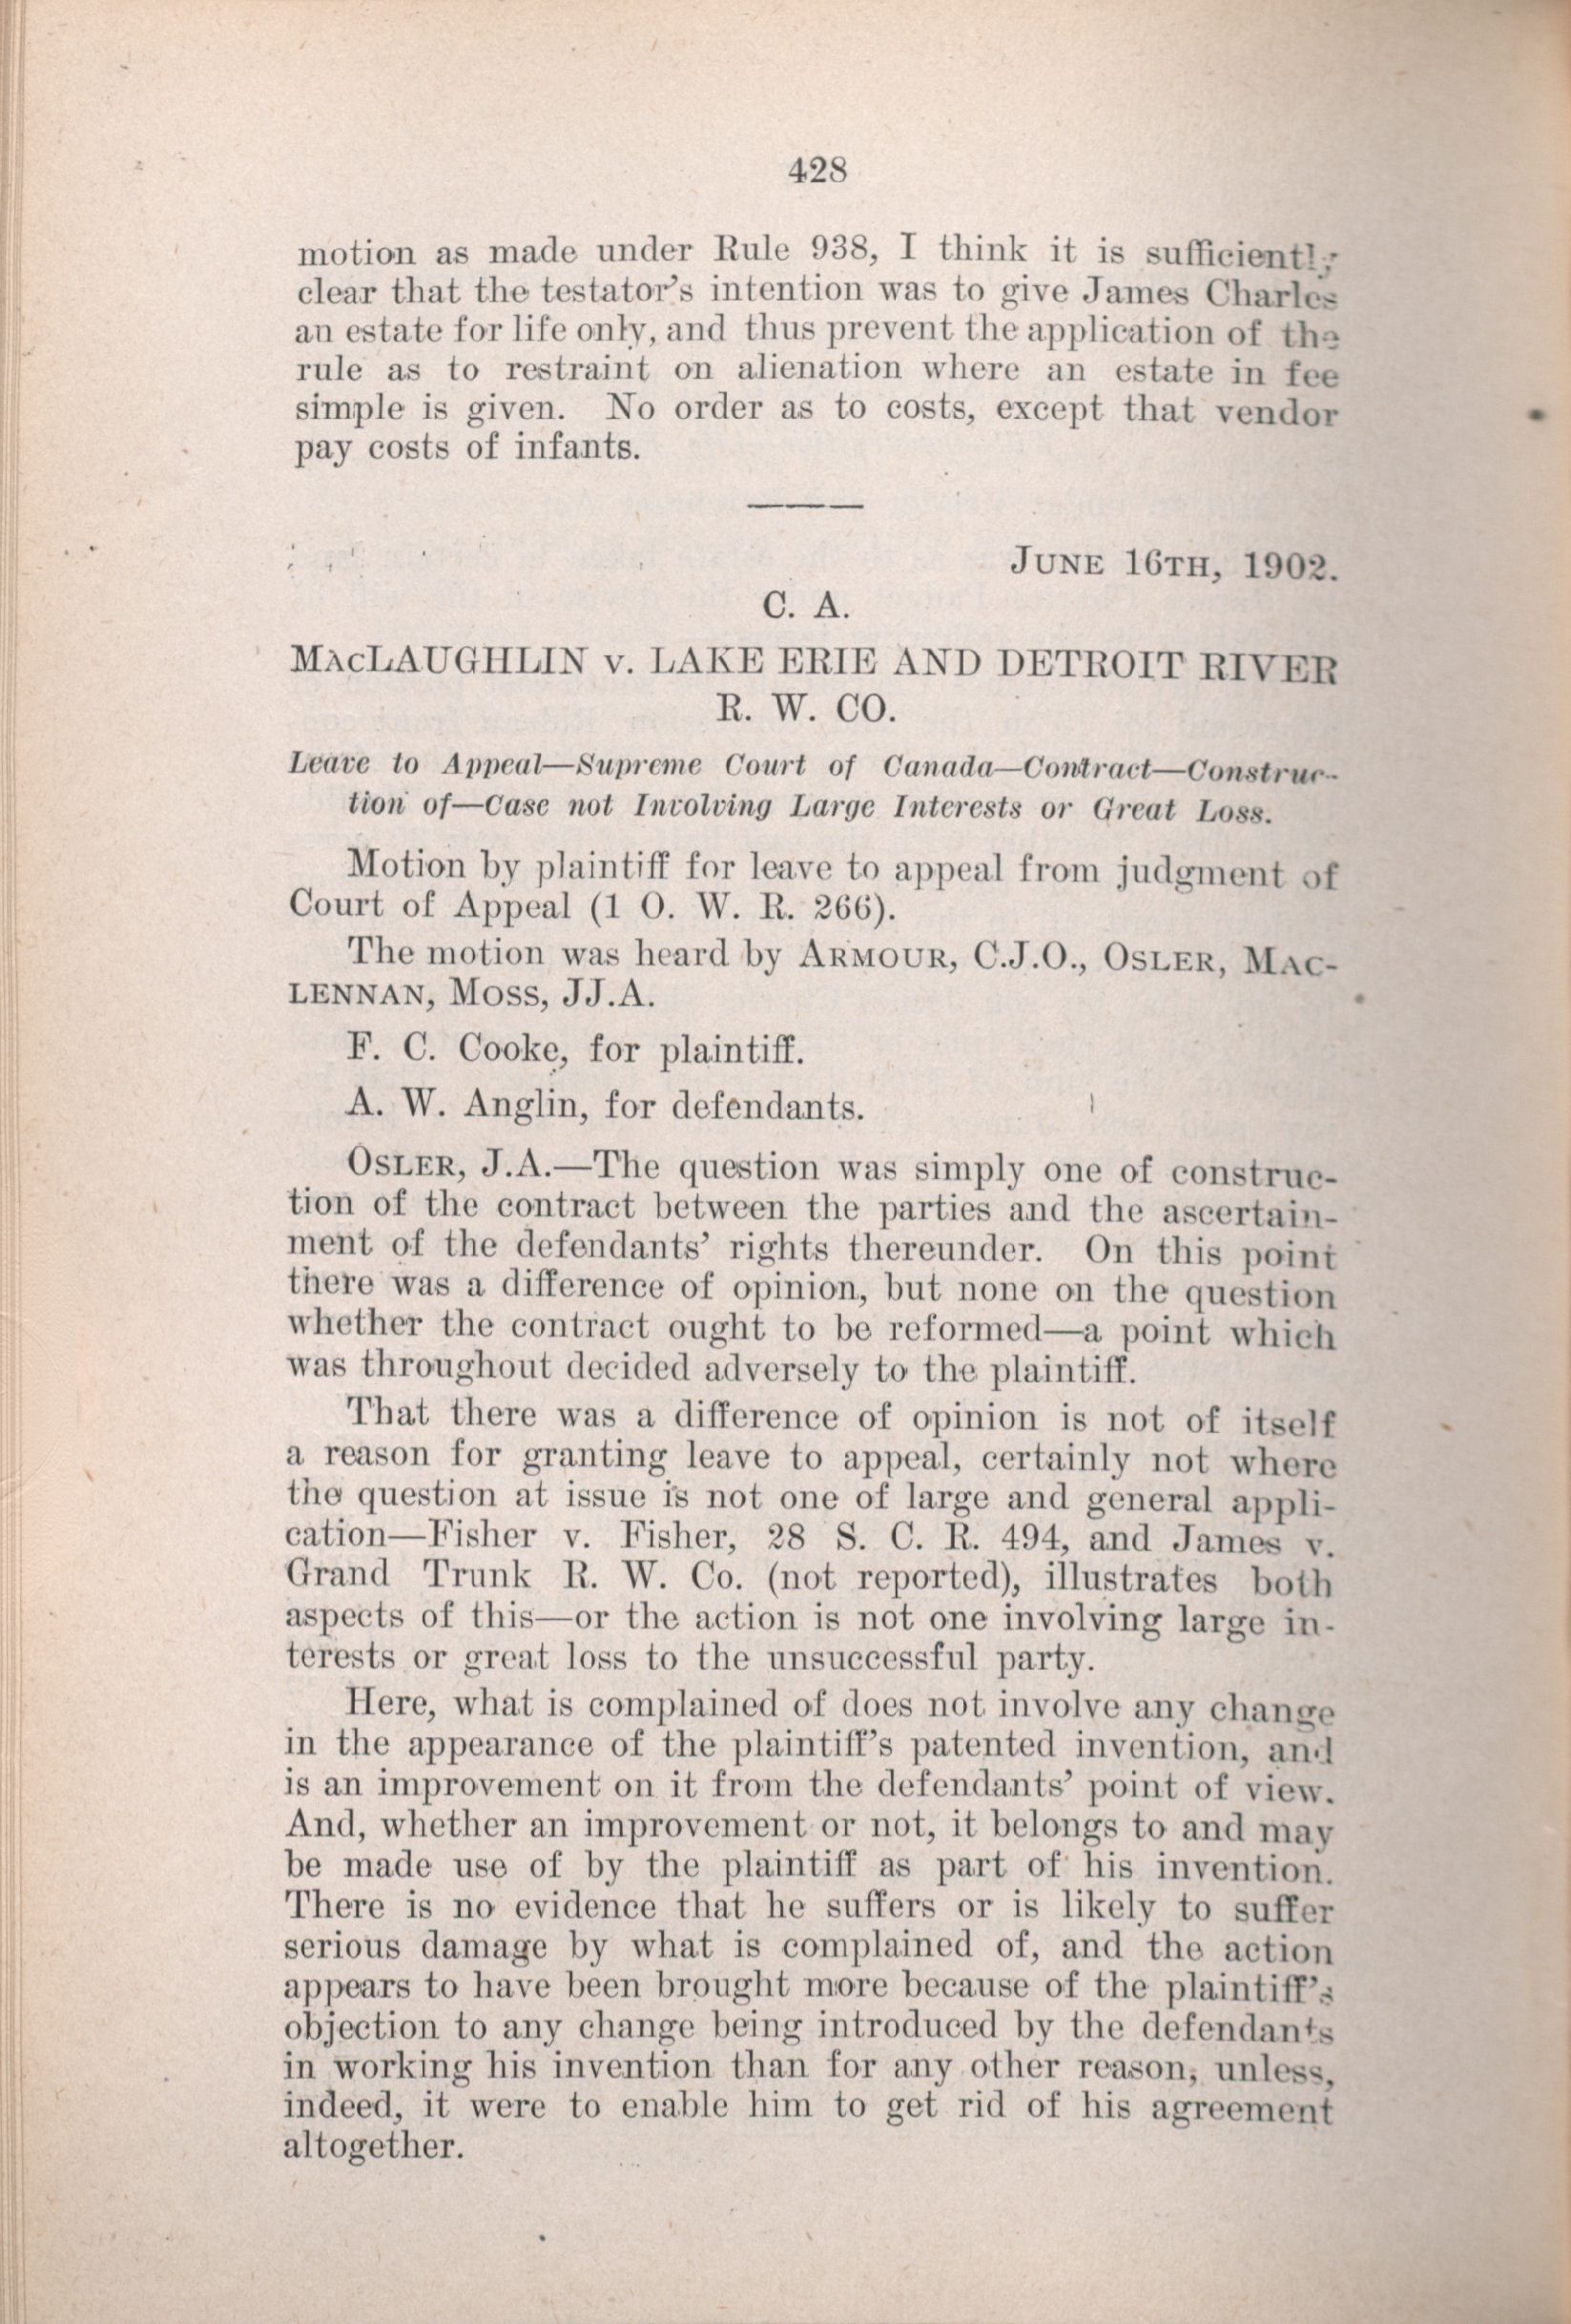 428
motion as made under Rule 938, I think it is sufficiently
clear that the testator's intention was to give James Charles
an estate for life only, and thus prevent the application of the
rule as to restraint on alienation where an estate in fee
simple is given. No order as to costs, except that vendor
pay costs of infants.
JUNE 16TH, 1902.
C. A.
MACLAUGHLIN v. LAKE ERIE AND DETROIT RIVER
R. W. CO.
Leave to Appeal—Supreme Court of Canada—Contract—Construc-
tion of—Case not Involving Large Interests or Great Loss.
Motion by plaintiff for leave to appeal from judgment of
Court of Appeal (1 O. W. R. 266).
The motion was heard by ARMOUR, C.J.O., OSLER, MAC-
LENNAN, MOSS, JJ.A.
F. C. Cooke, for plaintiff.
A. W. Anglin, for defendants.
OSLER, J.A.—The question was simply one of construc-
tion of the contract between the parties and the ascertain-
ment of the defendants' rights thereunder. On this point
there was a difference of opinion, but none on the question
whether the contract ought to be reformed—a point which
was throughout decided adversely to the plaintiff.
That there was a difference of opinion is not of itself
a reason for granting leave to appeal, certainly not where
the question at issue is not one of large and general appli-
cation—Fisher v. Fisher, 28 S. C. R. 494, and James v.
Grand Trunk R. W. Co. (not reported), illustrates both
aspects of this—or the action is not one involving large in-
terests or great loss to the unsuccessful party.
Here, what is complained of does not involve any change
in the appearance of the plaintiff's patented invention, and
is an improvement on it from the defendants' point of view.
And, whether an improvement or not, it belongs to and may
be made use of by the plaintiff as part of his invention.
There is no evidence that he suffers or is likely to suffer
serious damage by what is complained of, and the action
appears to have been brought more because of the plaintiff's
objection to any change being introduced by the defendants
in working his invention than for any other reason, unless,
indeed, it were to enable him to get rid of his agreement
altogether.